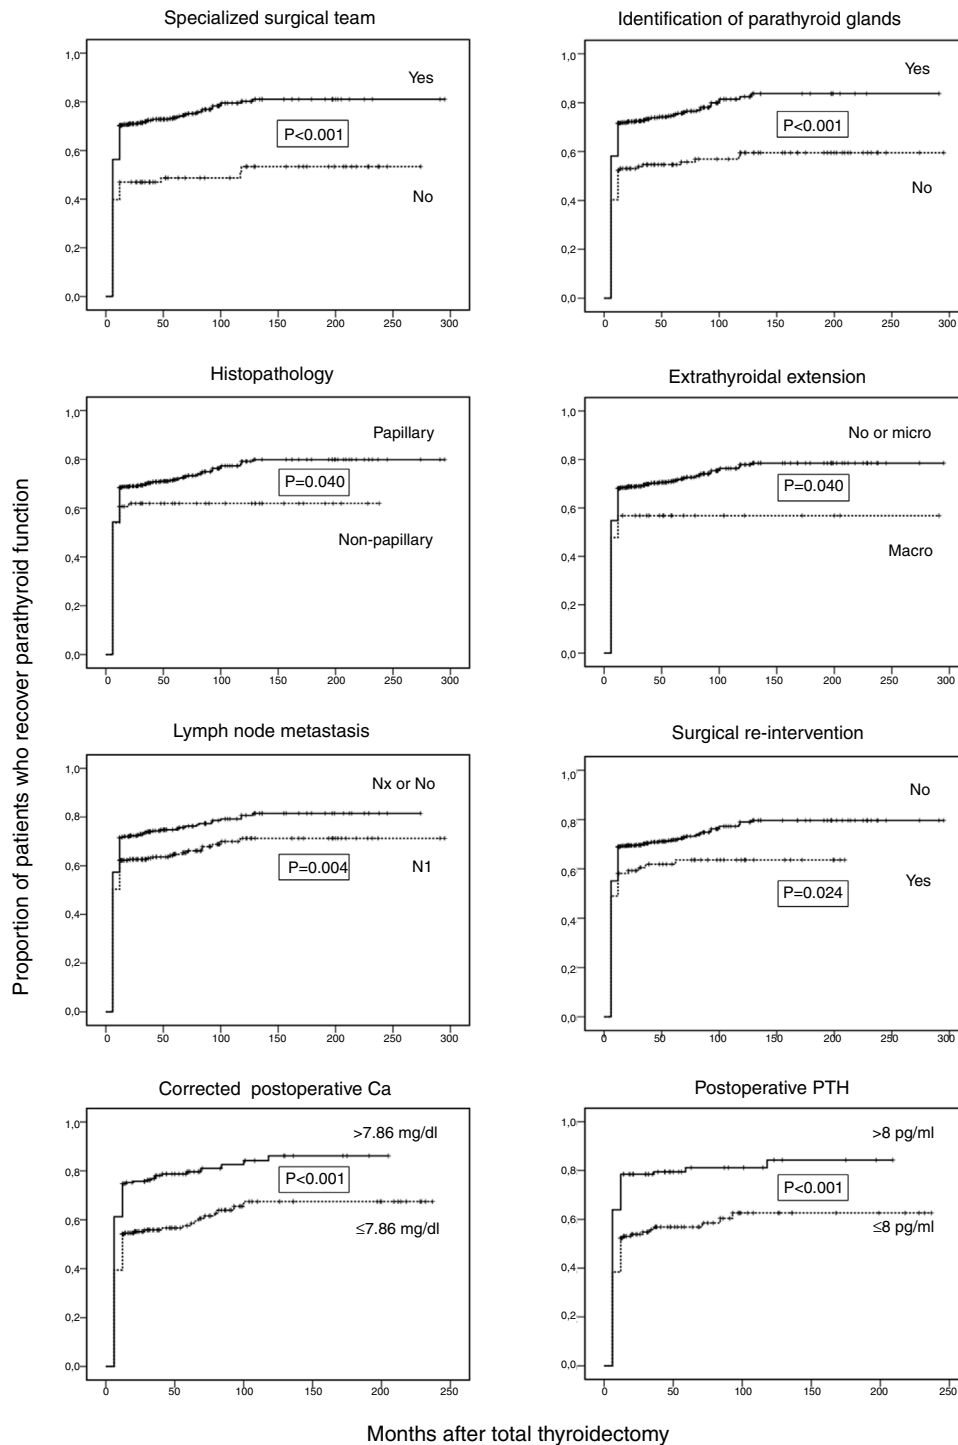 Specialized surgical team
1,0
0,8
0,6
0,4
0,2
0,0
Yes
P<0.001
No
0 50 100 150 200 250 300
Identification of parathyroid glands
1,0
0,8
0,6
0,4
0,2
0,0
Yes
P<0.001
No
0 50 100 150 200 250 300
Histopathology
1,0
0,8
0,6
0,4
0,2
0,0
Papillary
P=0.040
Non-papillary
0 50 100 150 200 250 300
Extrathyroidal extension
1,0
0,8
0,6
0,4
0,2
0,0
No or micro
P=0.040
Macro
0 50 100 150 200 250 300
Proportion of patients who recover parathyroid function
Lymph node metastasis
1,0
0,8
0,6
0,4
0,2
0,0
Nx or No
P=0.004
N1
0 50 100 150 200 250 300
Surgical re-intervention
1,0
0,8
0,6
0,4
0,2
0,0
No
Yes
P=0.024
0 50 100 150 200 250 300
Corrected postoperative Ca
1,0
0,8
0,6
0,4
0,2
0,0
>7.86 mg/dl
P<0.001
≤7.86 mg/dl
0 50 100 150 200 250
Postoperative PTH
1,0
0,8
0,6
0,4
0,2
0,0
>8 pg/ml
P<0.001
≤8 pg/ml
0 50 100 150 200 250
Months after total thyroidectomy